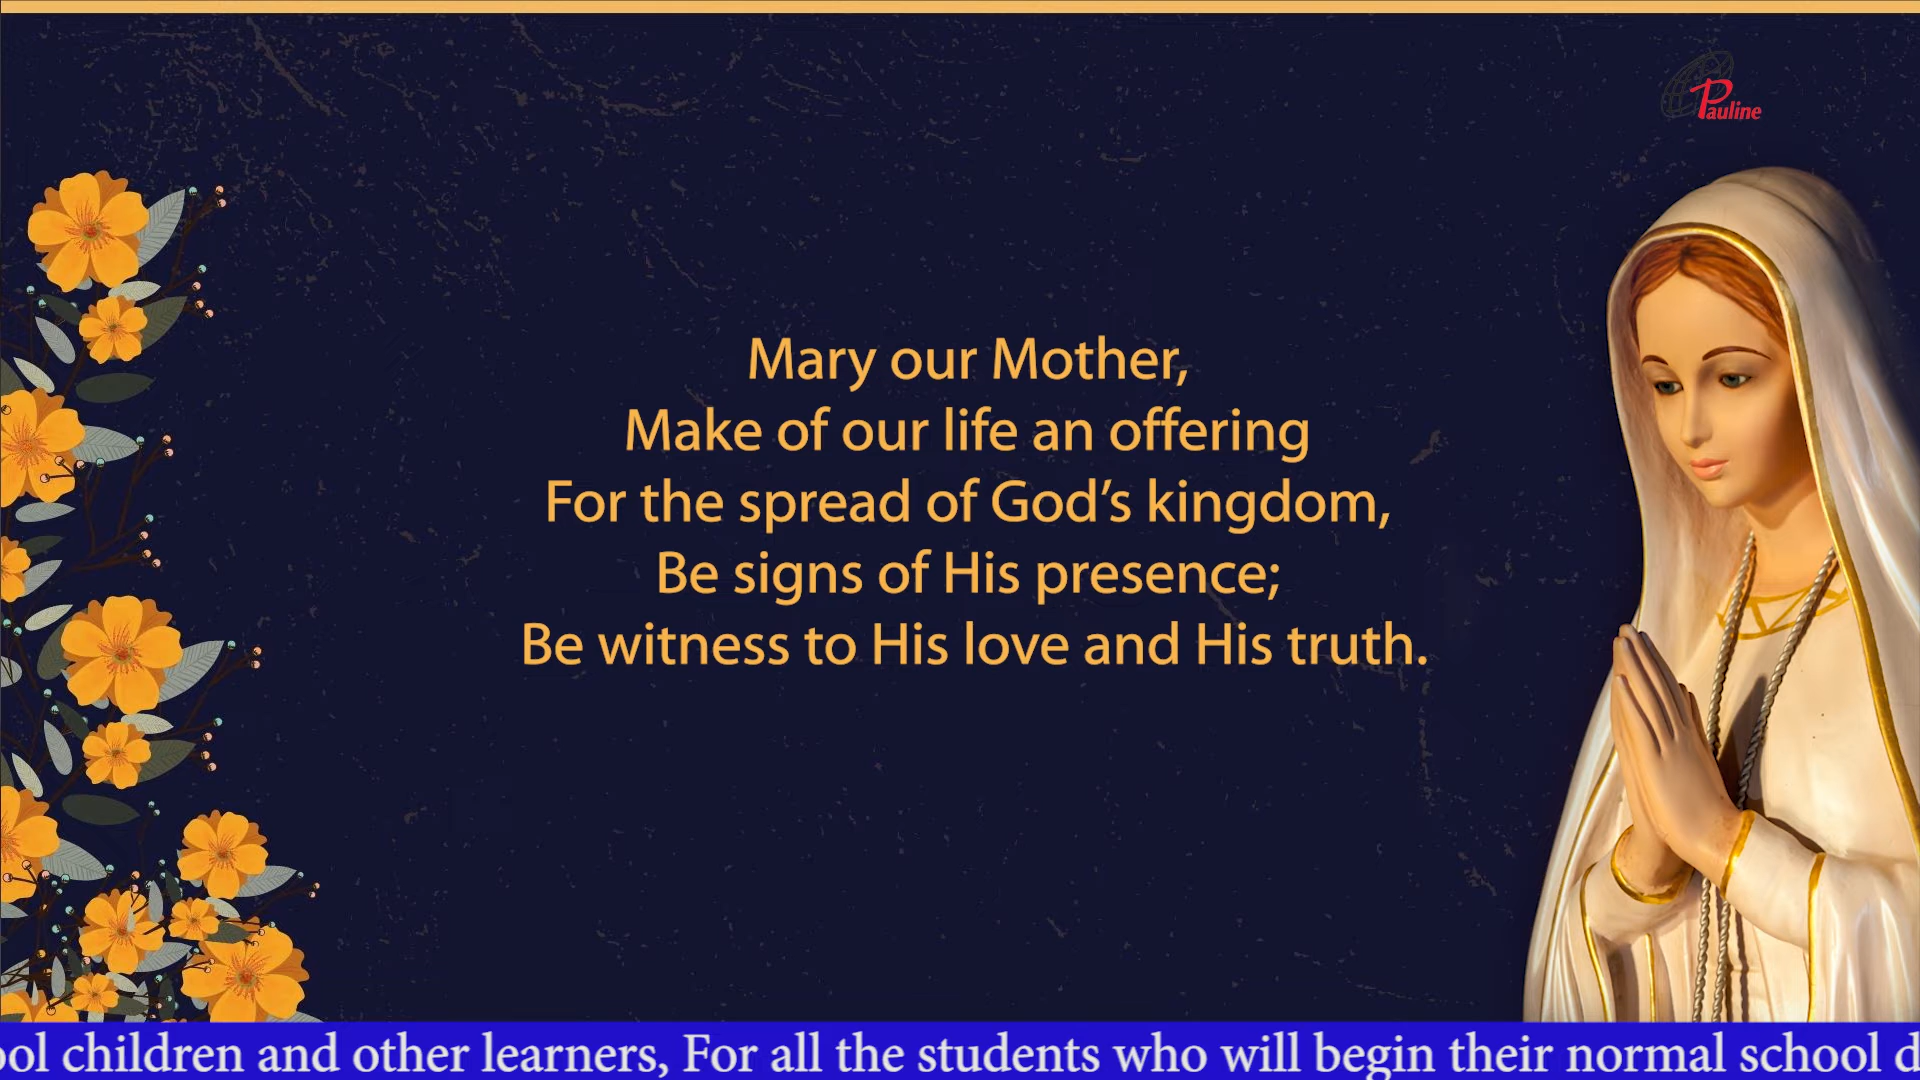 Pauline
Mary our Mother,
Make of our life an offering
For the spread of God’s kingdom,
Be signs of His presence;
Be witness to His love and His truth.
children and other learners, For all the students who will begin their normal school